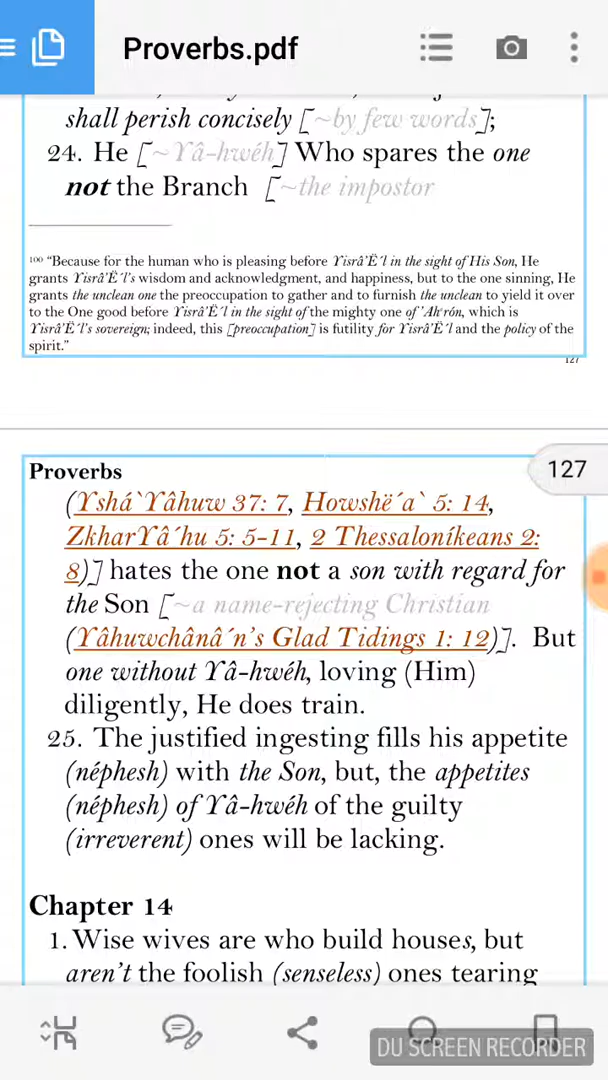 Proverbs.pdf
shall perish concisely [~by few words];
24. He [~Yâ-hwéh] Who spares the one
not the Branch [~the impostor
¹⁰⁰ “Because for the human who is pleasing before Yisrâ’Ë´l in the sight of His Son, He
grants Yisrâ’Ë´l’s wisdom and acknowledgment, and happiness, but to the one sinning, He
grants the unclean one the preoccupation to gather and to furnish the unclean to yield it over
to the One good before Yisrâ’Ë´l in the sight of the mighty one of ’Ahᵃrón, which is
Yisrâ’Ë´l’s sovereign; indeed, this [preoccupation] is futility for Yisrâ’Ë´l and the policy of the
spirit.”
127
127
Proverbs
(Yshá`Yâhuw 37: 7, Howshë´a` 5: 14,
ZkharYâ´hu 5: 5-11, 2 Thessaloníkeans 2:
8)] hates the one not a son with regard for
the Son [~a name-rejecting Christian
(Yâhuwchânâ´n’s Glad Tidings 1: 12)]. But
one without Yâ-hwéh, loving (Him)
diligently, He does train.
25. The justified ingesting fills his appetite
(néphesh) with the Son, but, the appetites
(néphesh) of Yâ-hwéh of the guilty
(irreverent) ones will be lacking.
Chapter 14
1. Wise wives are who build houses, but
aren’t the foolish (senseless) ones tearing
DU SCREEN RECORDER